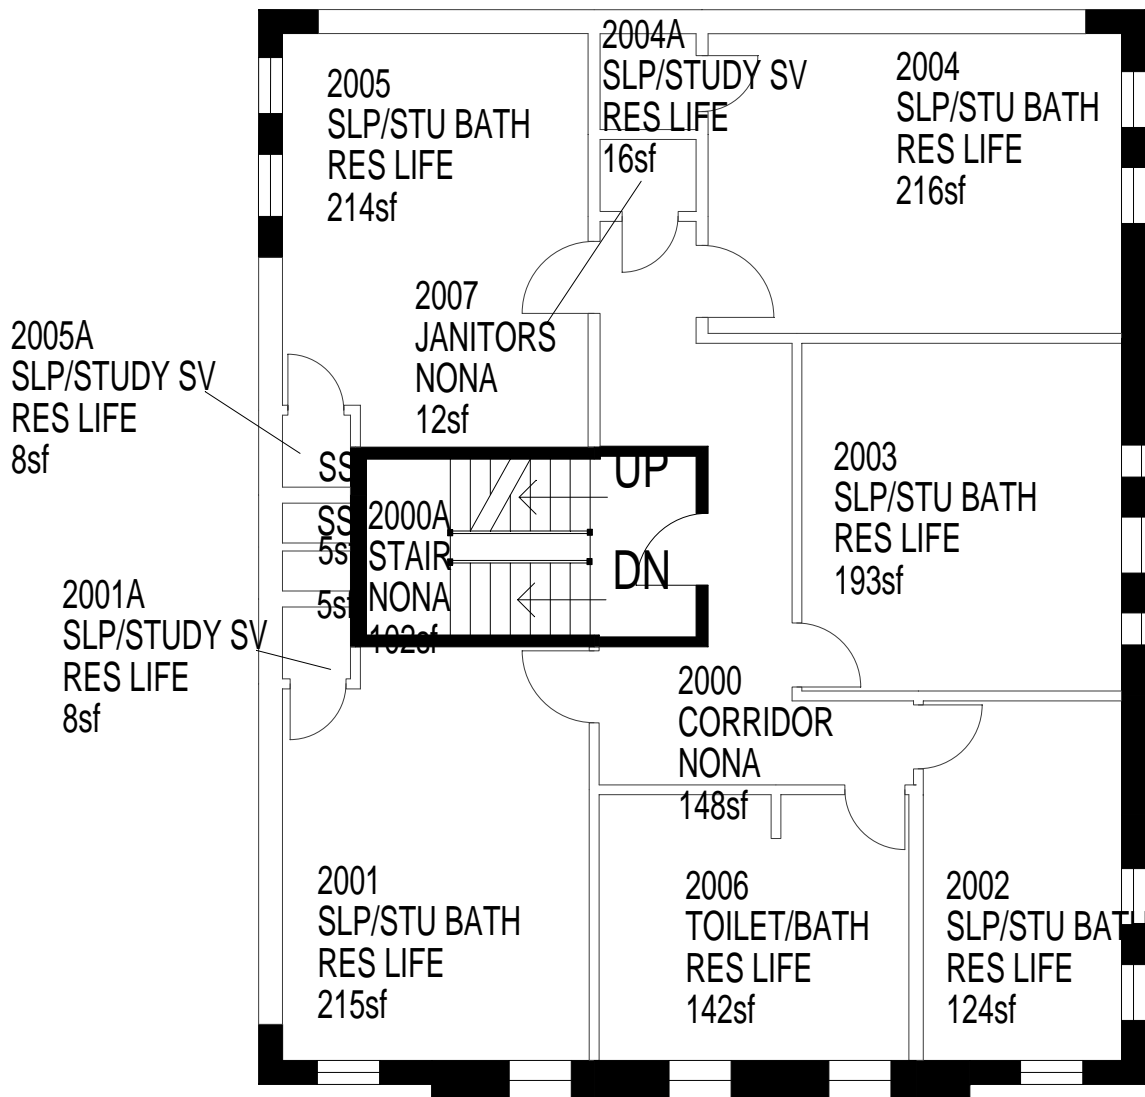 2004A
SLP/STUDY SV
RES LIFE
16sf
2004
SLP/STU BATH
RES LIFE
216sf
2005
SLP/STU BATH
RES LIFE
214sf
2007
JANITORS
NONA
12sf
2005A
SLP/STUDY SV
RES LIFE
8sf
2003
SLP/STU BATH
RES LIFE
193sf
SS
UP
SS
5sf
2000A
STAIR
NONA
102sf
DN
5sf
2001A
SLP/STUDY SV
RES LIFE
8sf
2000
CORRIDOR
NONA
148sf
2001
SLP/STU BATH
RES LIFE
215sf
2006
TOILET/BATH
RES LIFE
142sf
2002
SLP/STU BATH
RES LIFE
124sf